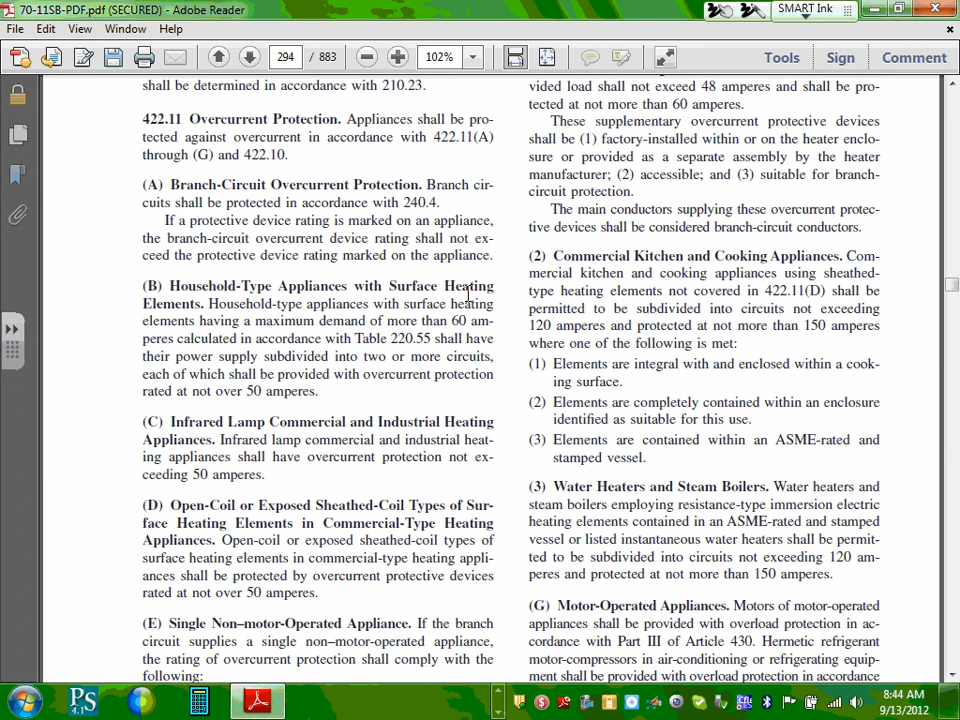 70-11SB-PDF.pdf (SECURED) - Adobe Reader
SMART Ink
File Edit View Window Help
294 / 883
102%
Tools Sign Comment
shall be determined in accordance with 210.23.
422.11 Overcurrent Protection. Appliances shall be pro-
tected against overcurrent in accordance with 422.11(A)
through (G) and 422.10.
(A) Branch-Circuit Overcurrent Protection. Branch cir-
cuits shall be protected in accordance with 240.4.
If a protective device rating is marked on an appliance,
the branch-circuit overcurrent device rating shall not ex-
ceed the protective device rating marked on the appliance.
(B) Household-Type Appliances with Surface Heating
Elements. Household-type appliances with surface heating
elements having a maximum demand of more than 60 am-
peres calculated in accordance with Table 220.55 shall have
their power supply subdivided into two or more circuits,
each of which shall be provided with overcurrent protection
rated at not over 50 amperes.
(C) Infrared Lamp Commercial and Industrial Heating
Appliances. Infrared lamp commercial and industrial heat-
ing appliances shall have overcurrent protection not ex-
ceeding 50 amperes.
(D) Open-Coil or Exposed Sheathed-Coil Types of Sur-
face Heating Elements in Commercial-Type Heating
Appliances. Open-coil or exposed sheathed-coil types of
surface heating elements in commercial-type heating appli-
ances shall be protected by overcurrent protective devices
rated at not over 50 amperes.
(E) Single Non–motor-Operated Appliance. If the branch
circuit supplies a single non–motor-operated appliance,
the rating of overcurrent protection shall comply with the
following:
vided load shall not exceed 48 amperes and shall be pro-
tected at not more than 60 amperes.
These supplementary overcurrent protective devices
shall be (1) factory-installed within or on the heater enclo-
sure or provided as a separate assembly by the heater
manufacturer; (2) accessible; and (3) suitable for branch-
circuit protection.
The main conductors supplying these overcurrent protec-
tive devices shall be considered branch-circuit conductors.
(2) Commercial Kitchen and Cooking Appliances. Com-
mercial kitchen and cooking appliances using sheathed-
type heating elements not covered in 422.11(D) shall be
permitted to be subdivided into circuits not exceeding
120 amperes and protected at not more than 150 amperes
where one of the following is met:
(1) Elements are integral with and enclosed within a cook-
ing surface.
(2) Elements are completely contained within an enclosure
identified as suitable for this use.
(3) Elements are contained within an ASME-rated and
stamped vessel.
(3) Water Heaters and Steam Boilers. Water heaters and
steam boilers employing resistance-type immersion electric
heating elements contained in an ASME-rated and stamped
vessel or listed instantaneous water heaters shall be permit-
ted to be subdivided into circuits not exceeding 120 am-
peres and protected at not more than 150 amperes.
(G) Motor-Operated Appliances. Motors of motor-operated
appliances shall be provided with overload protection in ac-
cordance with Part III of Article 430. Hermetic refrigerant
motor-compressors in air-conditioning or refrigerating equip-
ment shall be provided with overload protection in accordance
PS
4.1
8:44 AM
9/13/2012